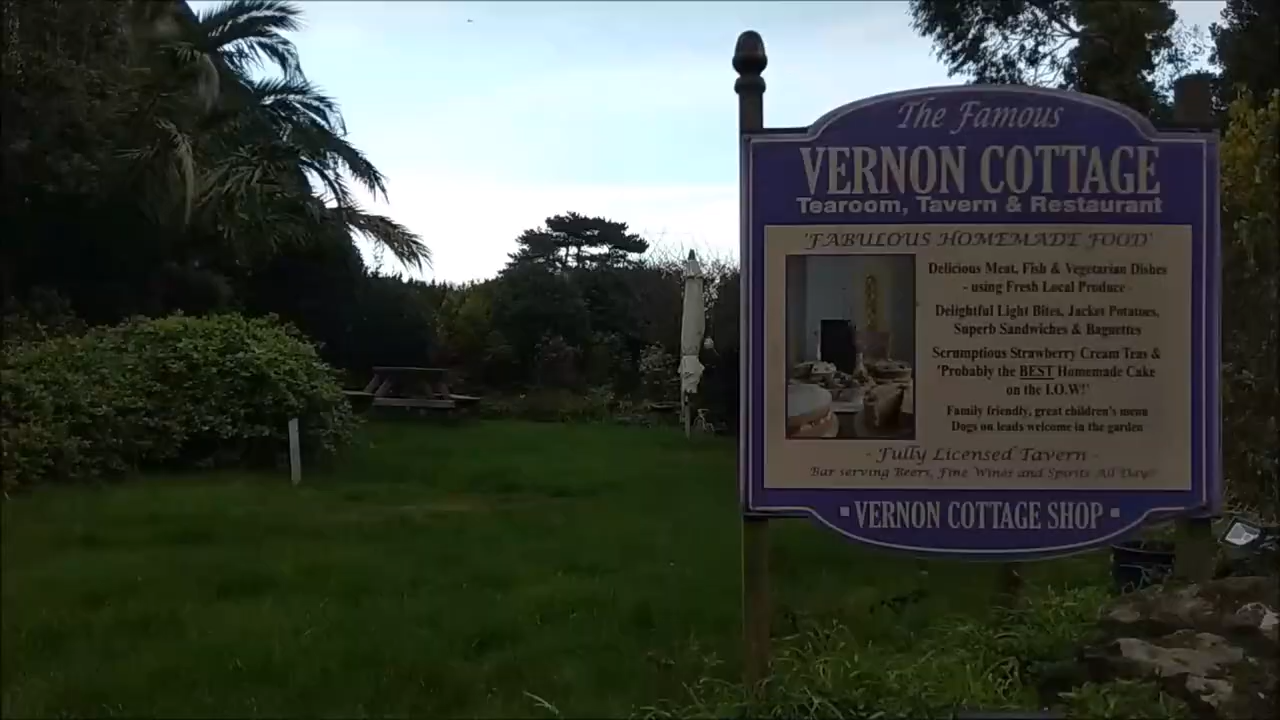 The Famous
VERNON COTTAGE
Tearoom, Tavern & Restaurant
'FABULOUS HOMEMADE FOOD'
Delicious Meat, Fish & Vegetarian Dishes
- using Fresh Local Produce -
Delightful Light Bites, Jacket Potatoes,
Superb Sandwiches & Baguettes
Scrumptious Strawberry Cream Teas &
'Probably the BEST Homemade Cake
on the I.O.W!'
Family friendly, great children's menu
Dogs on leads welcome in the garden
- Fully Licensed Tavern -
Bar serving Beers, Fine Wines and Spirits All Day!
VERNON COTTAGE SHOP